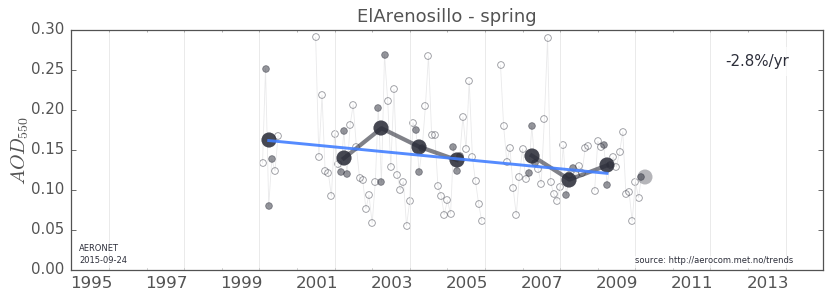 ElArenosillo - spring
0.30
0.25
0.20
0.15
0.10
0.05
0.00
AOD550
-2.8%/yr
AERONET
2015-09-24
source: http://aerocom.met.no/trends
1995 1997 1999 2001 2003 2005 2007 2009 2011 2013